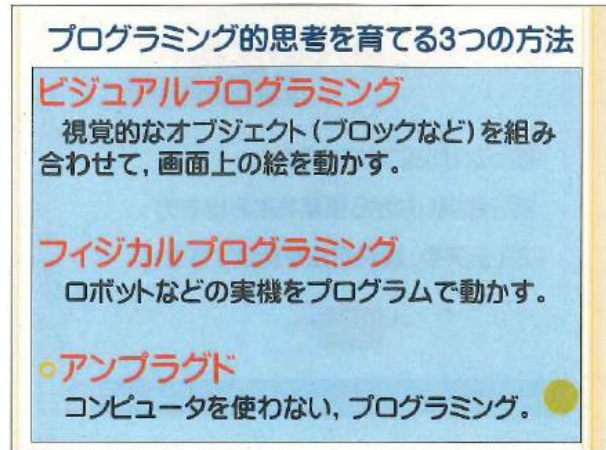 プログラミング的思考を育てる3つの方法
ビジュアルプログラミング
視覚的なオブジェクト(ブロックなど)を組み
合わせて,画面上の絵を動かす。
フィジカルプログラミング
ロボットなどの実機をプログラムで動かす。
アンプラグド
コンピュータを使わない,プログラミング。